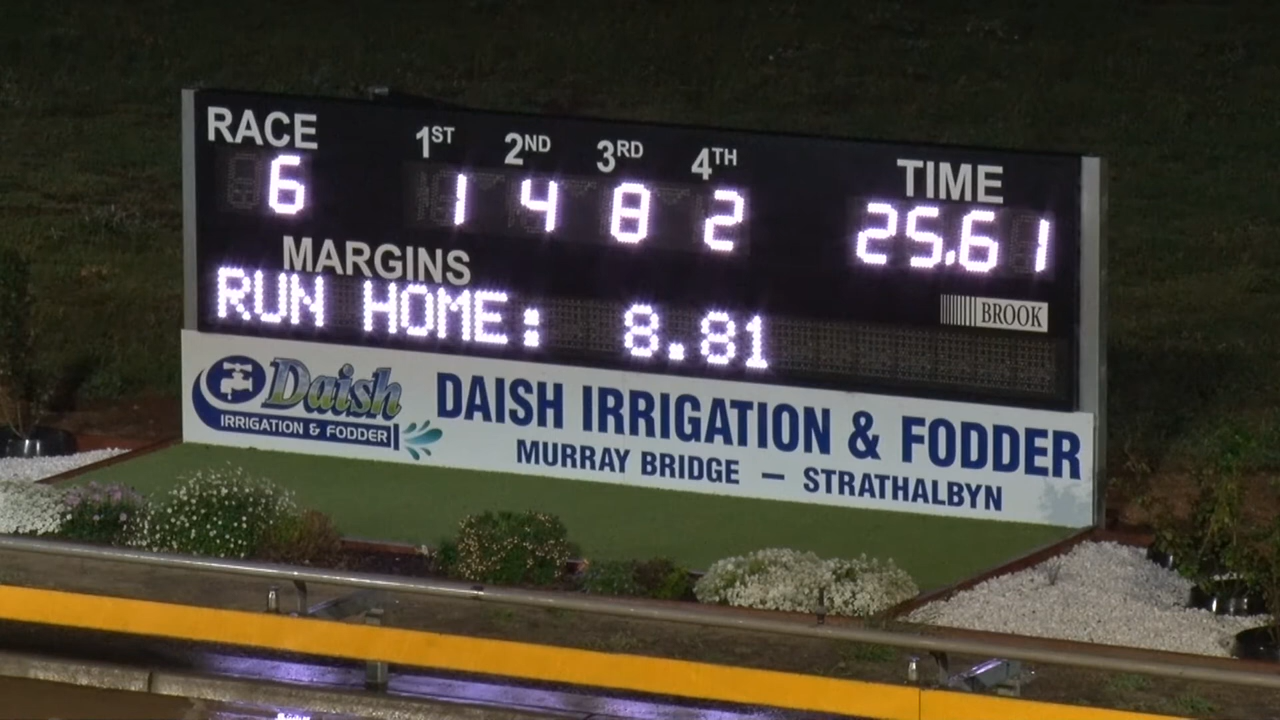 RACE 1ST 2ND 3RD 4TH TIME
6 1 4 8 2 25.61
MARGINS
RUN HOME: 8.81
BROOK
Daish
IRRIGATION & FODDER
DAISH IRRIGATION & FODDER
MURRAY BRIDGE – STRATHALBYN